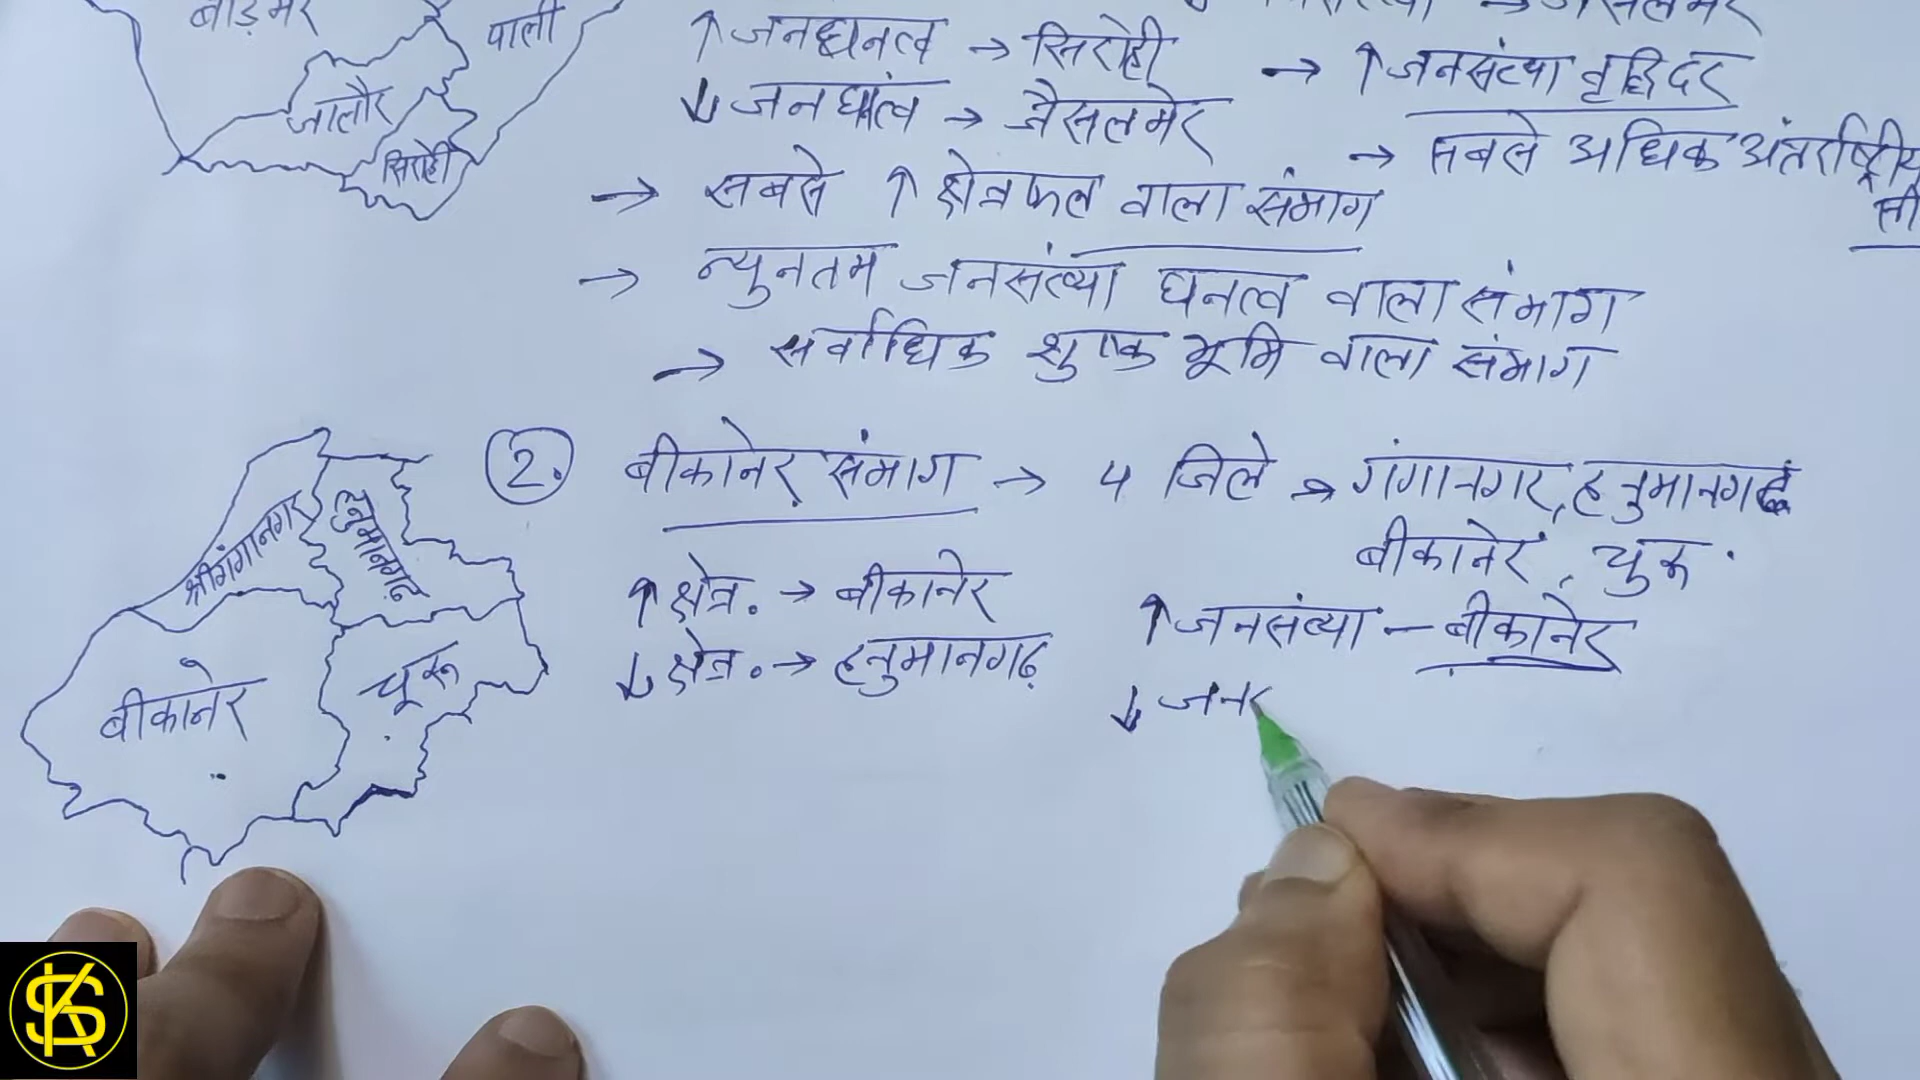 बाड़मेर
पाली
जालौर
सिरोही
↑ जनघनत्व → सिरोही
↓ जनघंत्व → जैसलमेर
→ ↑ जनसंख्या वृद्धिदर
→ सबसे अधिक अंतर्राष्ट्रीय
सी
→ सबसे ↑ क्षेत्रफल वाला संभाग
→ न्युनतम जनसंख्या घनत्व वाला संभाग
→ सर्वाधिक शुष्क भूमि वाला संभाग
2. बीकानेर संभाग → 4 जिले → गंगानगर, हनुमानगढ़
बीकानेर, चुरू
↑ क्षेत्र. → बीकानेर
↓ क्षेत्र. → हनुमानगढ़
↑ जनसंख्या – बीकानेर
↓ जन
श्रीगंगानगर
हनुमानगढ़
बीकानेर
चूरू